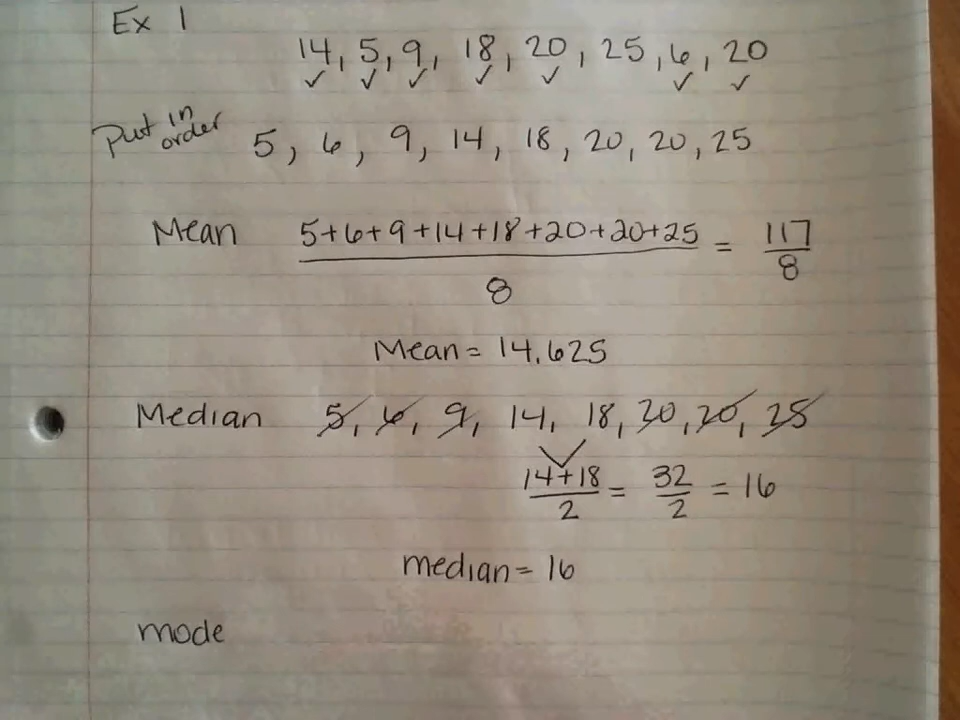 Ex 1
14, 5, 9, 18, 20, 25, 6, 20
✓ ✓ ✓ ✓ ✓ ✓ ✓
Put in order 5, 6, 9, 14, 18, 20, 20, 25
Mean 5+6+9+14+18+20+20+25 = 117
8 8
Mean = 14.625
Median 5, 6, 9, 14, 18, 20, 20, 25
14+18 = 32 = 16
2 2
median = 16
mode